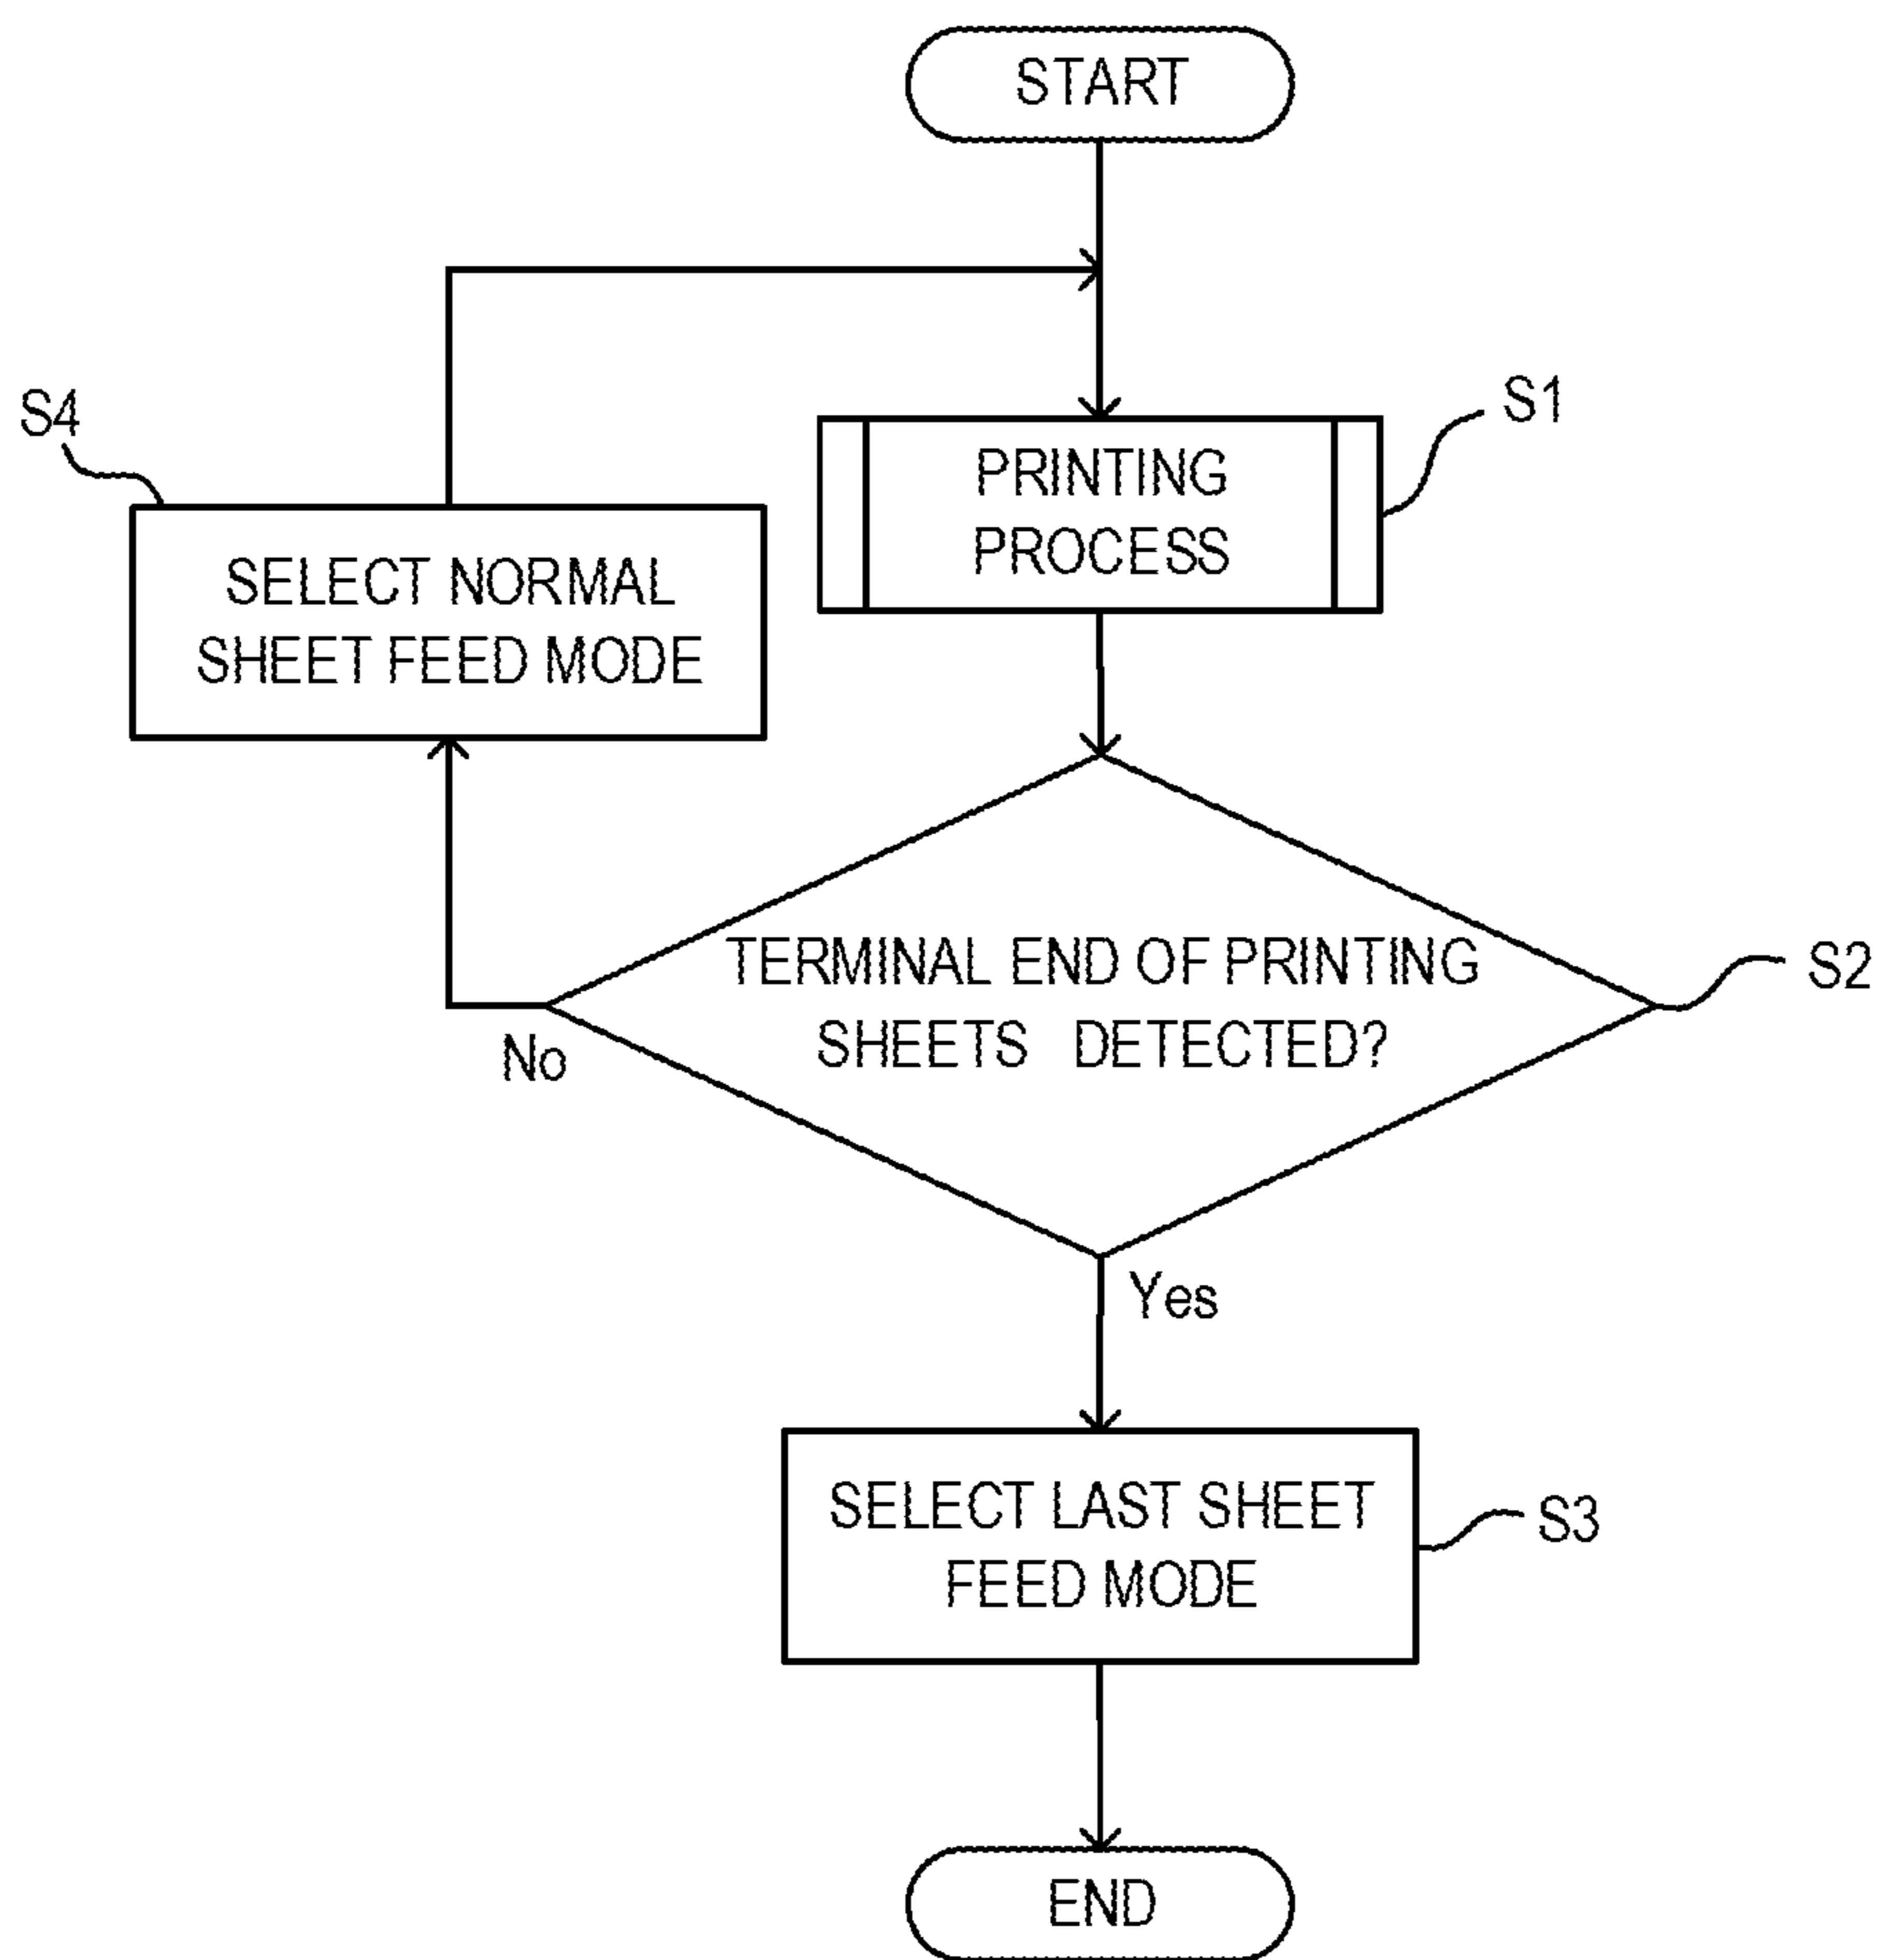 START
S1
PRINTING
PROCESS
S4
SELECT NORMAL
SHEET FEED MODE
TERMINAL END OF PRINTING
SHEETS DETECTED?
S2
No
Yes
SELECT LAST SHEET
FEED MODE
S3
END